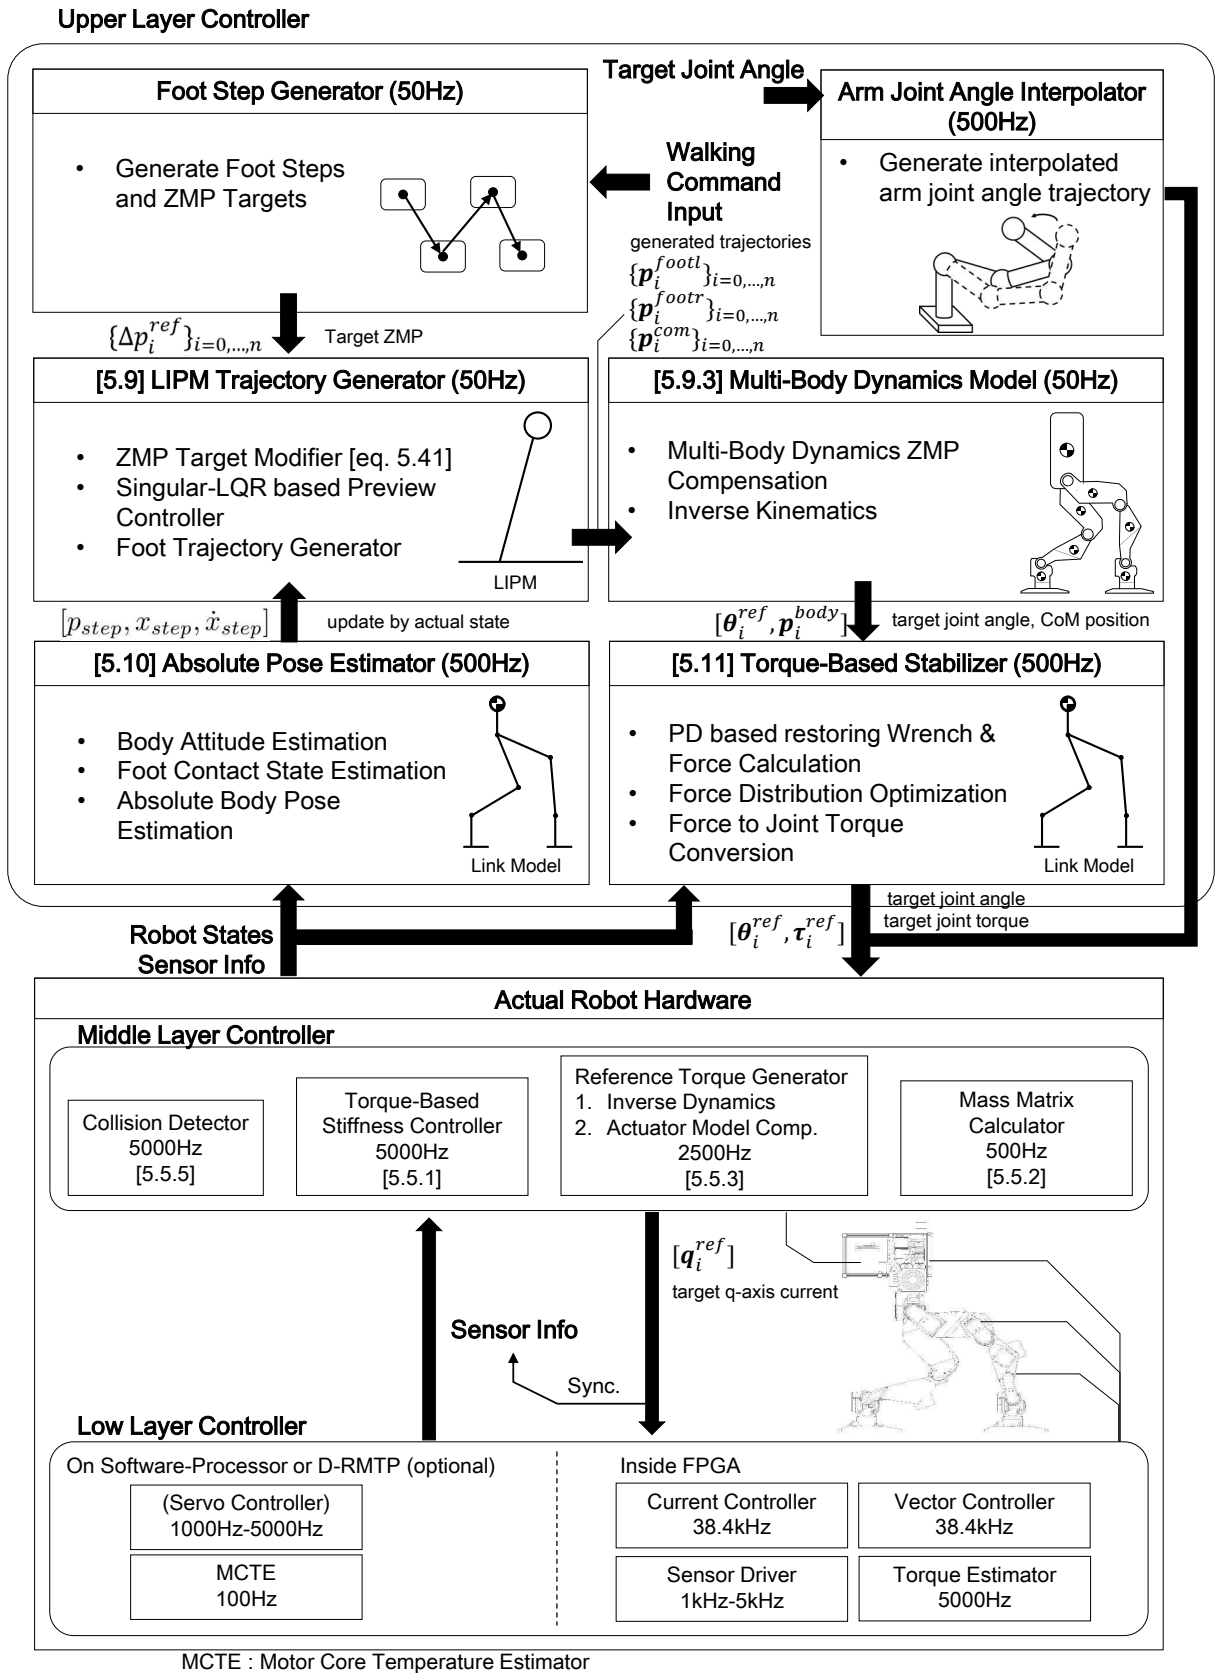 Upper Layer Controller
Foot Step Generator (50Hz)
• Generate Foot Steps
and ZMP Targets
Target Joint Angle
Arm Joint Angle Interpolator
(500Hz)
• Generate interpolated
arm joint angle trajectory
Walking
Command
Input
generated trajectories
{p_i^{footl}}_{i=0,...,n}
{p_i^{footr}}_{i=0,...,n}
{p_i^{com}}_{i=0,...,n}
{Δp_i^{ref}}_{i=0,...,n}
Target ZMP
[5.9] LIPM Trajectory Generator (50Hz)
• ZMP Target Modifier [eq. 5.41]
• Singular-LQR based Preview
Controller
• Foot Trajectory Generator
LIPM
[5.9.3] Multi-Body Dynamics Model (50Hz)
• Multi-Body Dynamics ZMP
Compensation
• Inverse Kinematics
[p_{step}, x_{step}, ẋ_{step}]
update by actual state
[θ_i^{ref}, p_i^{body}]
target joint angle, CoM position
[5.10] Absolute Pose Estimator (500Hz)
• Body Attitude Estimation
• Foot Contact State Estimation
• Absolute Body Pose
Estimation
Link Model
[5.11] Torque-Based Stabilizer (500Hz)
• PD based restoring Wrench &
Force Calculation
• Force Distribution Optimization
• Force to Joint Torque
Conversion
Link Model
Robot States
Sensor Info
[θ_i^{ref}, τ_i^{ref}]
target joint angle
target joint torque
Actual Robot Hardware
Middle Layer Controller
Collision Detector
5000Hz
[5.5.5]
Torque-Based
Stiffness Controller
5000Hz
[5.5.1]
Reference Torque Generator
1. Inverse Dynamics
2. Actuator Model Comp.
2500Hz
[5.5.3]
Mass Matrix
Calculator
500Hz
[5.5.2]
[q_i^{ref}]
target q-axis current
Sensor Info
Sync.
Low Layer Controller
On Software-Processor or D-RMTP (optional)
(Servo Controller)
1000Hz-5000Hz
MCTE
100Hz
Inside FPGA
Current Controller
38.4kHz
Vector Controller
38.4kHz
Sensor Driver
1kHz-5kHz
Torque Estimator
5000Hz
MCTE : Motor Core Temperature Estimator